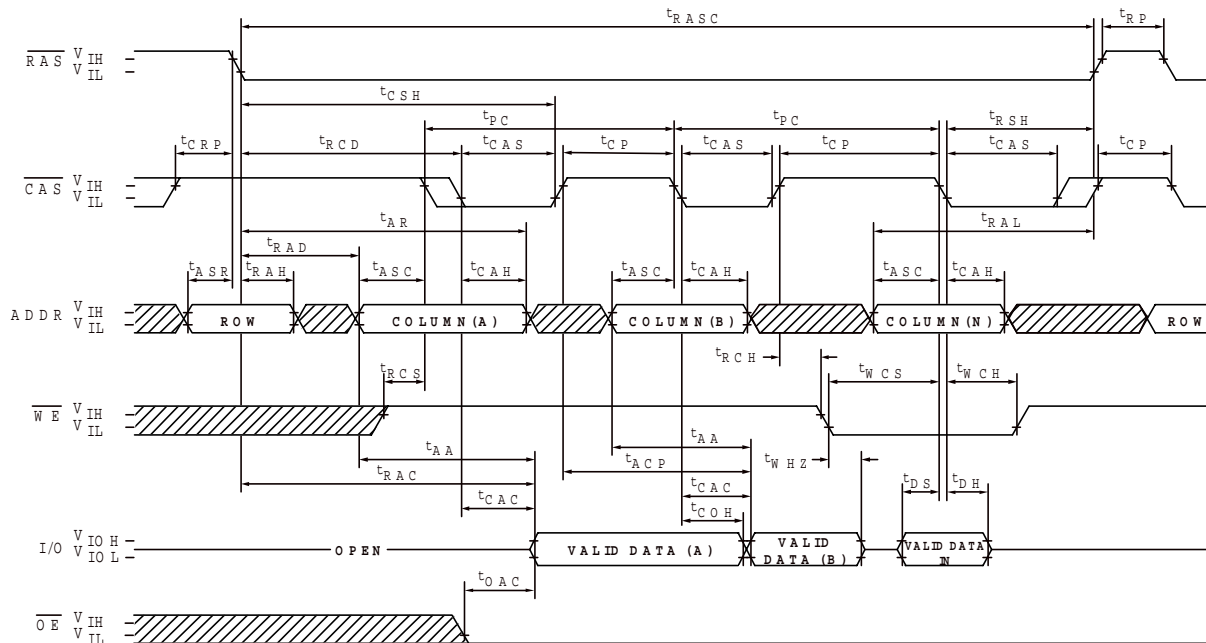 tRASC tRP
RAS VIH
VIL
tCSH
tPC tPC tRSH
tCRP tRCD tCAS tCP tCAS tCP tCAS tCP
CAS VIH
VIL
tAR tRAL
tRAD
tASR tRAH tASC tCAH tASC tCAH tASC tCAH
ADDR VIH
VIL
ROW COLUMN(A) COLUMN(B) COLUMN(N) ROW
tRCH
tRCS tWCS tWCH
WE VIH
VIL
tAA tAA
tRAC tACP tWHZ
tCAC tCAC tDS tDH
tCOH
I/O VIOH
VIOL
OPEN VALID DATA (A) VALID DATA (B) VALID DATA IN
tOAC
OE VIH
VIL